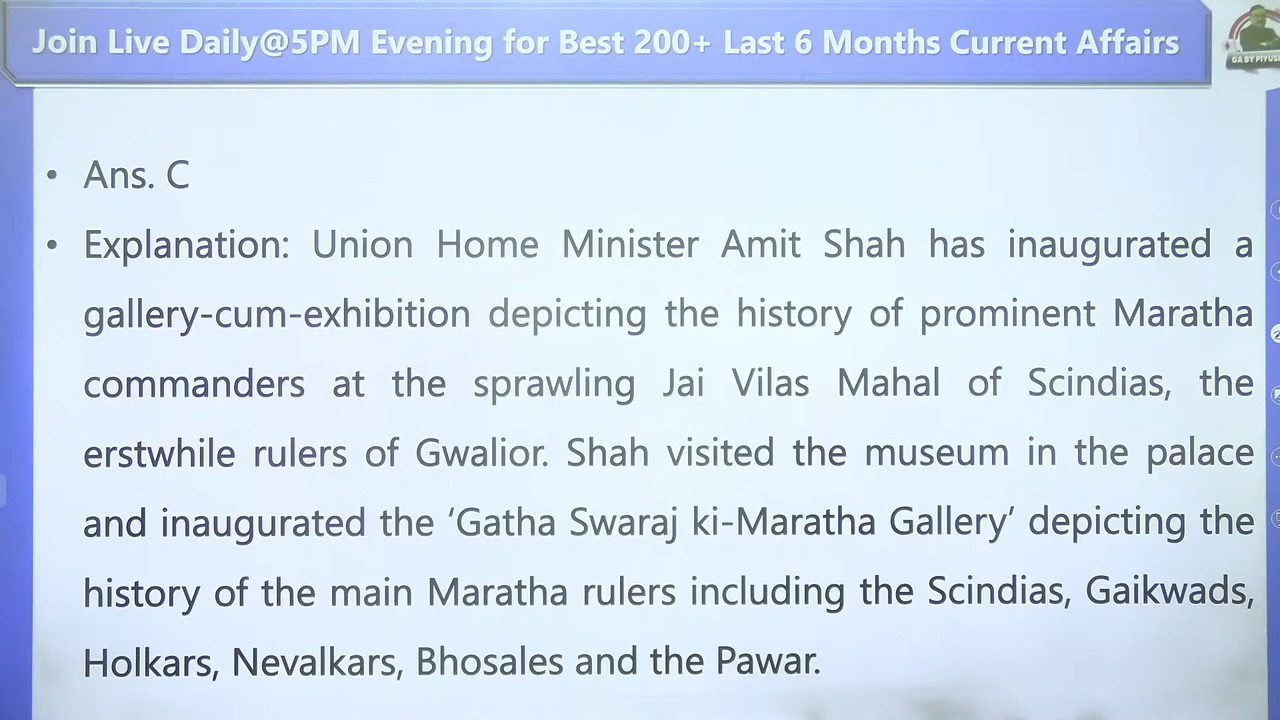 Join Live Daily@5PM Evening for Best 200+ Last 6 Months Current Affairs
• Ans. C
• Explanation: Union Home Minister Amit Shah has inaugurated a
gallery-cum-exhibition depicting the history of prominent Maratha
commanders at the sprawling Jai Vilas Mahal of Scindias, the
erstwhile rulers of Gwalior. Shah visited the museum in the palace
and inaugurated the ‘Gatha Swaraj ki-Maratha Gallery’ depicting the
history of the main Maratha rulers including the Scindias, Gaikwads,
Holkars, Nevalkars, Bhosales and the Pawar.